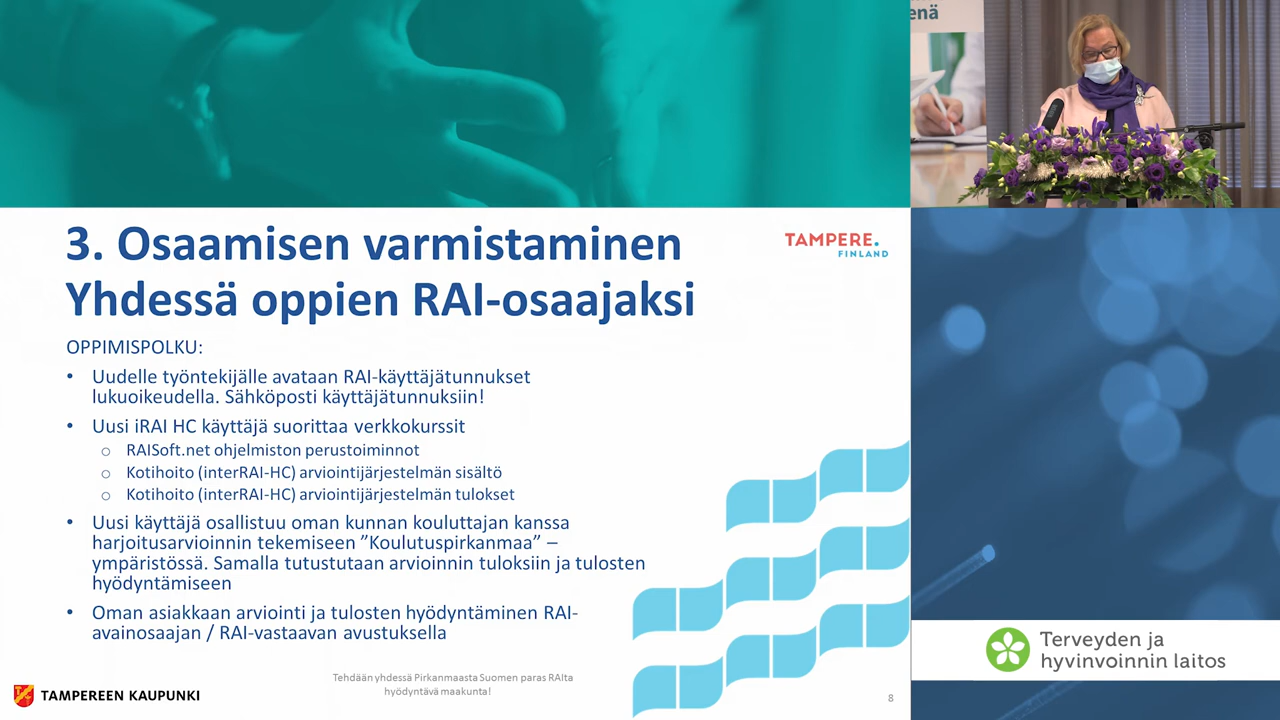 enä
3. Osaamisen varmistaminen
Yhdessä oppien RAI-osaajaksi
TAMPERE.
FINLAND
OPPIMISPOLKU:
• Uudelle työntekijälle avataan RAI-käyttäjätunnukset
lukuoikeudella. Sähköposti käyttäjätunnuksiin!
• Uusi iRAI HC käyttäjä suorittaa verkkokurssit
o RAISoft.net ohjelmiston perustoiminnot
o Kotihoito (interRAI-HC) arviointijärjestelmän sisältö
o Kotihoito (interRAI-HC) arviointijärjestelmän tulokset
• Uusi käyttäjä osallistuu oman kunnan kouluttajan kanssa
harjoitusarvioinnin tekemiseen ”Koulutuspirkanmaa” –
ympäristössä. Samalla tutustutaan arvioinnin tuloksiin ja tulosten
hyödyntämiseen
• Oman asiakkaan arviointi ja tulosten hyödyntäminen RAI-
avainosaajan / RAI-vastaavan avustuksella
Tehdään yhdessä Pirkanmaasta Suomen paras RAIta
hyödyntävä maakunta!
8
TAMPEREEN KAUPUNKI
Terveyden ja
hyvinvoinnin laitos